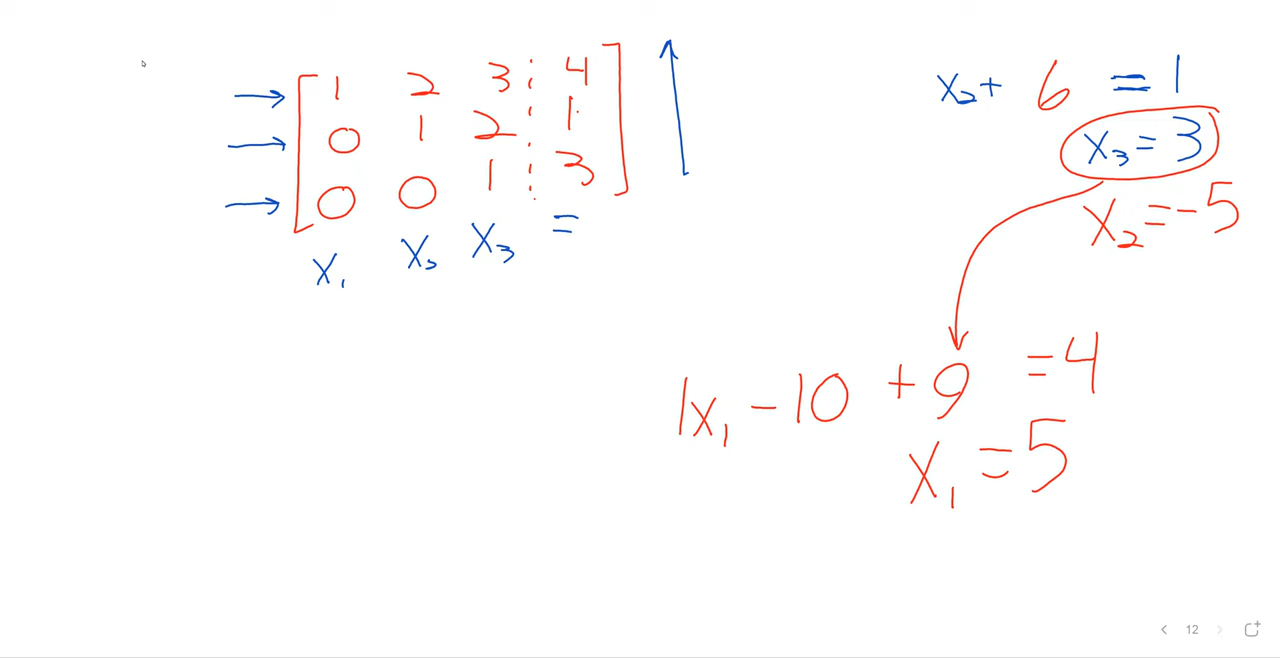 1 2 3 4
0 1 2 1
0 0 1 3
x₁ x₂ x₃ =
x₂ + 6 = 1
x₃ = 3
x₂ = -5
1x₁ - 10 + 9 = 4
x₁ = 5
12